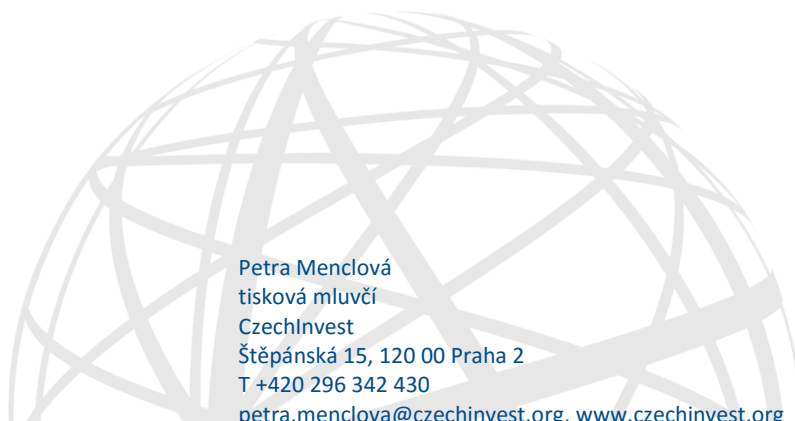 Petra Menclová
tisková mluvčí
CzechInvest
Štěpánská 15, 120 00 Praha 2
T +420 296 342 430
petra.menclova@czechinvest.org, www.czechinvest.org